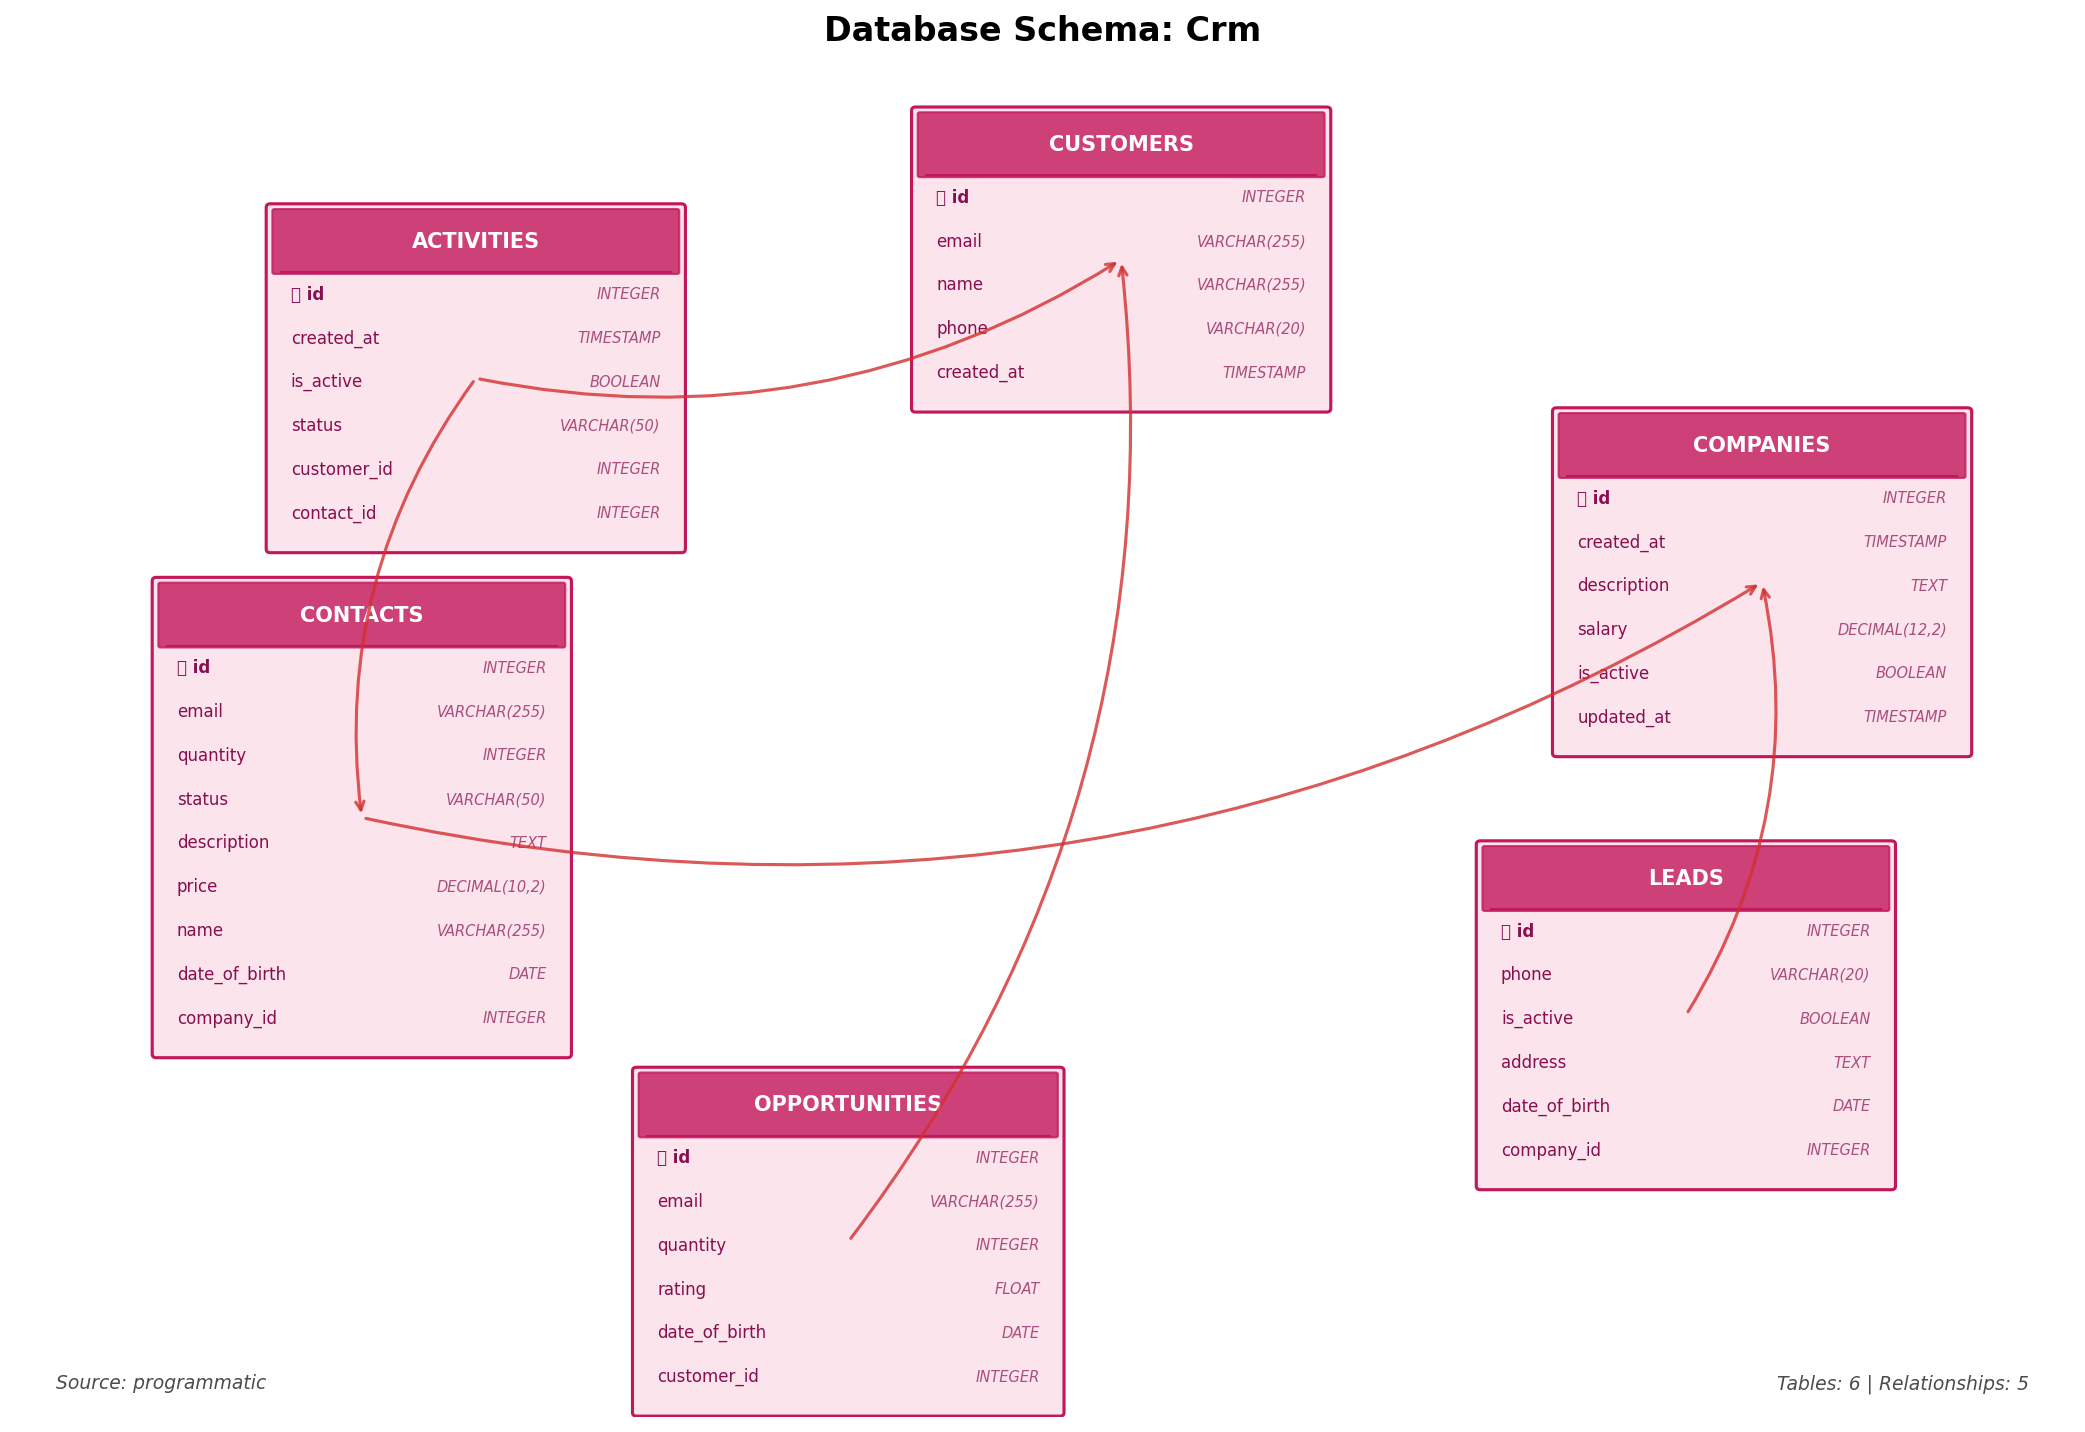 Database Schema: Crm
CUSTOMERS
id INTEGER
email VARCHAR(255)
name VARCHAR(255)
phone VARCHAR(20)
created_at TIMESTAMP
ACTIVITIES
id INTEGER
created_at TIMESTAMP
is_active BOOLEAN
status VARCHAR(50)
customer_id INTEGER
contact_id INTEGER
COMPANIES
id INTEGER
created_at TIMESTAMP
description TEXT
salary DECIMAL(12,2)
is_active BOOLEAN
updated_at TIMESTAMP
CONTACTS
id INTEGER
email VARCHAR(255)
quantity INTEGER
status VARCHAR(50)
description TEXT
price DECIMAL(10,2)
name VARCHAR(255)
date_of_birth DATE
company_id INTEGER
LEADS
id INTEGER
phone VARCHAR(20)
is_active BOOLEAN
address TEXT
date_of_birth DATE
company_id INTEGER
OPPORTUNITIES
id INTEGER
email VARCHAR(255)
quantity INTEGER
rating FLOAT
date_of_birth DATE
customer_id INTEGER
Source: programmatic
Tables: 6 | Relationships: 5